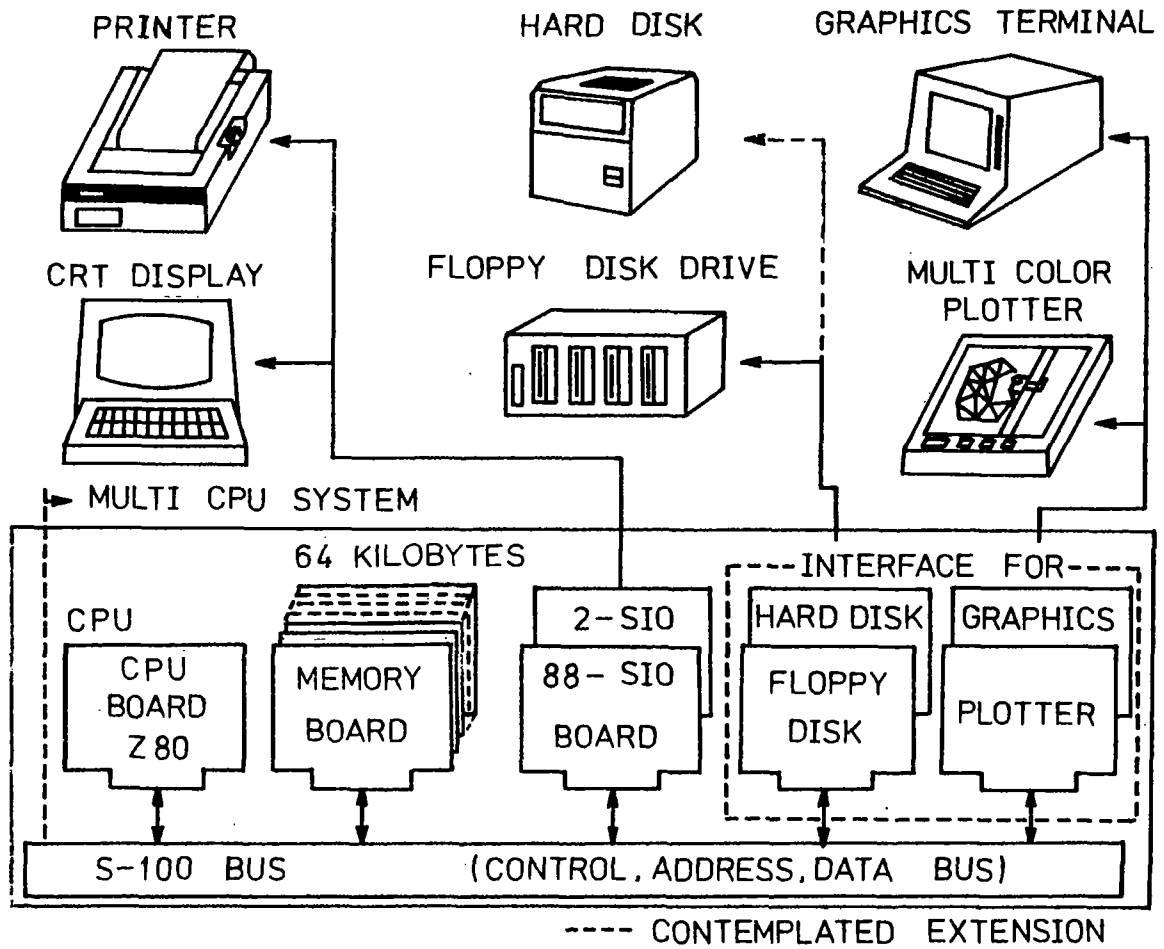 PRINTER
HARD DISK
GRAPHICS TERMINAL
CRT DISPLAY
FLOPPY DISK DRIVE
MULTI COLOR
PLOTTER
MULTI CPU SYSTEM
64 KILOBYTES
INTERFACE FOR
CPU
2-SIO
HARD DISK
GRAPHICS
CPU
BOARD
Z80
MEMORY
BOARD
88-SIO
BOARD
FLOPPY
DISK
PLOTTER
S-100 BUS (CONTROL, ADDRESS, DATA BUS)
---- CONTEMPLATED EXTENSION